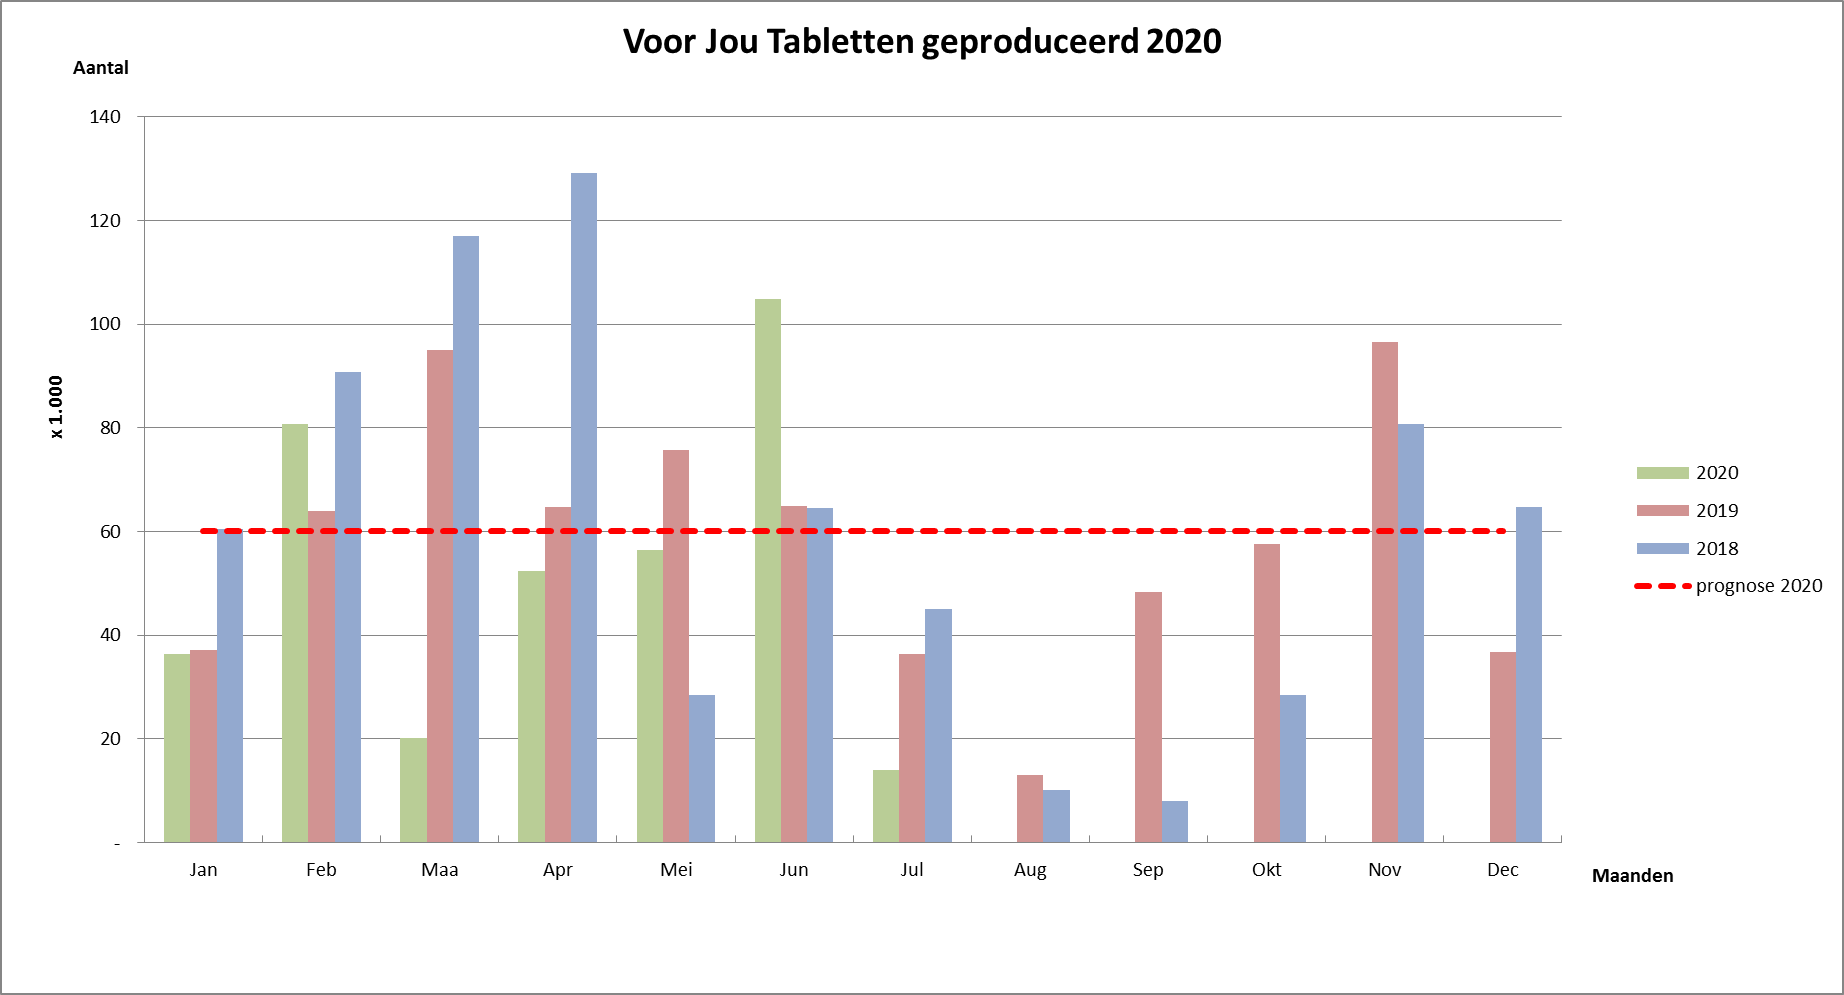 Voor Jou Tabletten geproduceerd 2020
Aantal
140
120
100
80
60
40
20
-
x 1.000
Jan Feb Maa Apr Mei Jun Jul Aug Sep Okt Nov Dec
Maanden
2020
2019
2018
prognose 2020